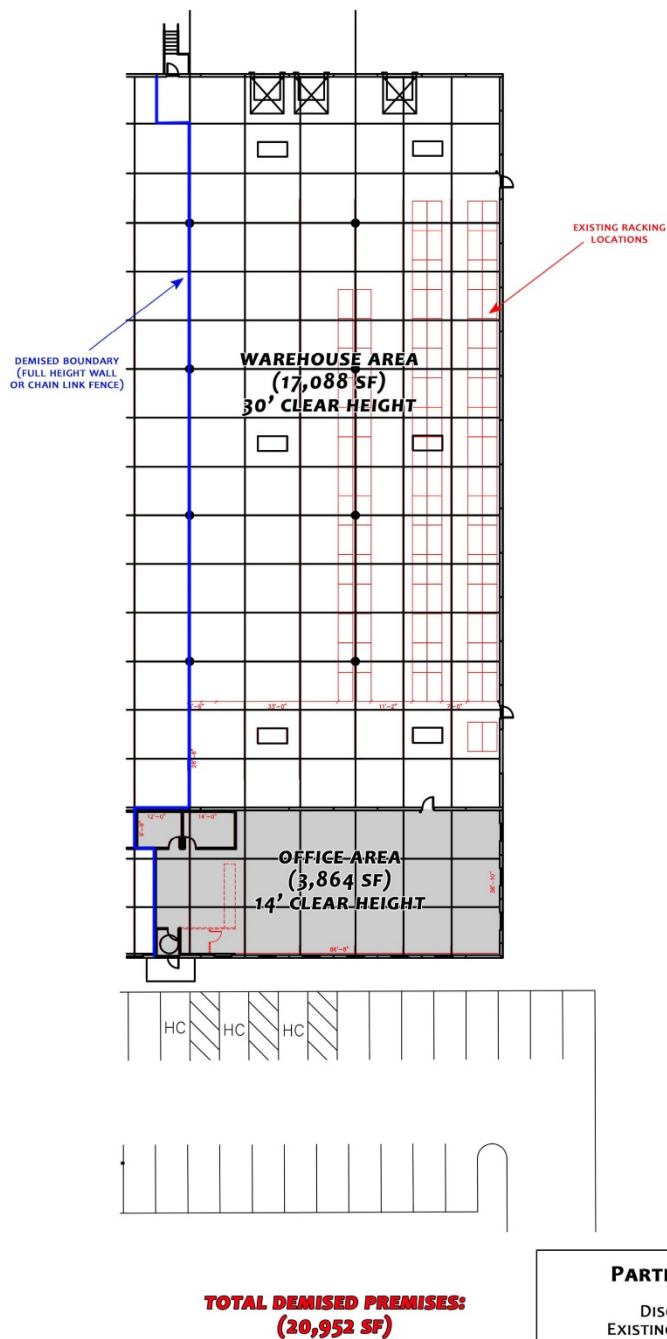 EXISTING RACKING
LOCATIONS
DEMISED BOUNDARY
(FULL HEIGHT WALL
OR CHAIN LINK FENCE)
WAREHOUSE AREA
(17,088 SF)
30' CLEAR HEIGHT
33'-0"
11'-2"
12'-0"
14'-0"
OFFICE AREA
(3,864 SF)
14' CLEAR HEIGHT
HC
HC
HC
TOTAL DEMISED PREMISES:
(20,952 SF)